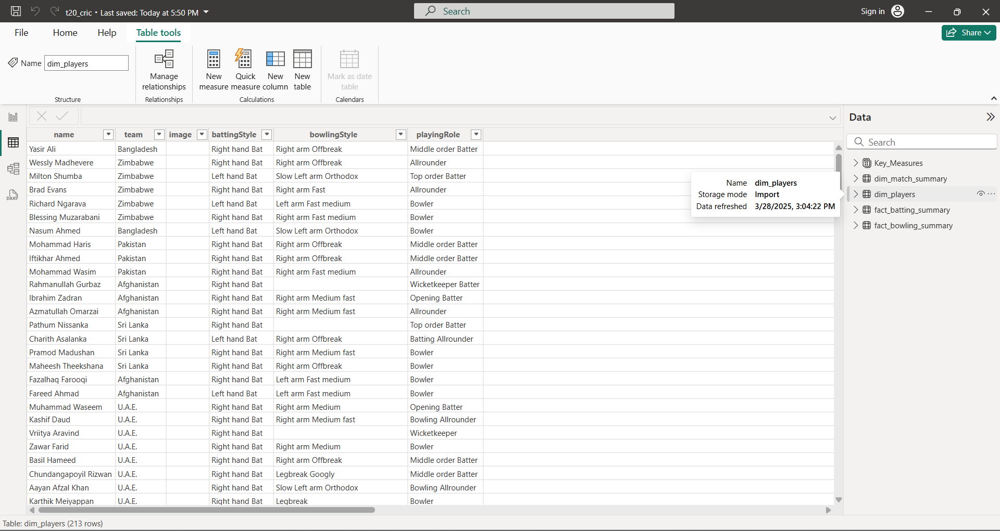 t20_cric • Last saved: Today at 5:50 PM
Search
Sign in
File Home Help Table tools
Share
Name dim_players
Manage relationships
New measure
Quick measure
New column
New table
Mark as date table
Structure Relationships Calculations Calendars
Data
Search
Key_Measures
dim_match_summary
dim_players
fact_batting_summary
fact_bowling_summary
Name dim_players
Storage mode Import
Data refreshed 3/28/2025, 3:04:22 PM
name team image battingStyle bowlingStyle playingRole
Yasir Ali Bangladesh Right hand Bat Right arm Offbreak Middle order Batter
Wessly Madhevere Zimbabwe Right hand Bat Right arm Offbreak Allrounder
Milton Shumba Zimbabwe Left hand Bat Slow Left arm Orthodox Top order Batter
Brad Evans Zimbabwe Right hand Bat Right arm Fast Allrounder
Richard Ngarava Zimbabwe Left hand Bat Left arm Fast medium Bowler
Blessing Muzarabani Zimbabwe Right hand Bat Right arm Fast medium Bowler
Nasum Ahmed Bangladesh Left hand Bat Slow Left arm Orthodox Bowler
Mohammad Haris Pakistan Right hand Bat Right arm Offbreak Middle order Batter
Iftikhar Ahmed Pakistan Right hand Bat Right arm Offbreak Middle order Batter
Mohammad Wasim Pakistan Right hand Bat Right arm Fast medium Allrounder
Rahmanullah Gurbaz Afghanistan Right hand Bat Wicketkeeper Batter
Ibrahim Zadran Afghanistan Right hand Bat Right arm Medium fast Opening Batter
Azmatullah Omarzai Afghanistan Right hand Bat Right arm Medium fast Allrounder
Pathum Nissanka Sri Lanka Right hand Bat Top order Batter
Charith Asalanka Sri Lanka Left hand Bat Right arm Offbreak Batting Allrounder
Pramod Madushan Sri Lanka Right hand Bat Right arm Medium fast Bowler
Maheesh Theekshana Sri Lanka Right hand Bat Right arm Offbreak Bowler
Fazalhaq Farooqi Afghanistan Right hand Bat Left arm Fast medium Bowler
Fareed Ahmad Afghanistan Left hand Bat Left arm Fast medium Bowler
Muhammad Waseem U.A.E. Right hand Bat Right arm Medium Opening Batter
Kashif Daud U.A.E. Right hand Bat Right arm Medium fast Bowling Allrounder
Vriitya Aravind U.A.E. Right hand Bat Wicketkeeper
Zawar Farid U.A.E. Right hand Bat Right arm Medium Bowler
Basil Hameed U.A.E. Right hand Bat Right arm Offbreak Middle order Batter
Chundangapoyil Rizwan U.A.E. Right hand Bat Legbreak Googly Middle order Batter
Aayan Afzal Khan U.A.E. Right hand Bat Slow Left arm Orthodox Bowling Allrounder
Karthik Meiyappan U.A.E. Right hand Bat Legbreak Bowler
Table: dim_players (213 rows)
DAX